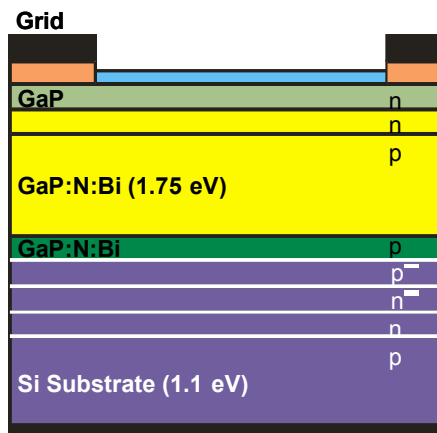 Grid
GaP n
n
p
GaP:N:Bi (1.75 eV)
GaP:N:Bi p
p
n
n
p
Si Substrate (1.1 eV)